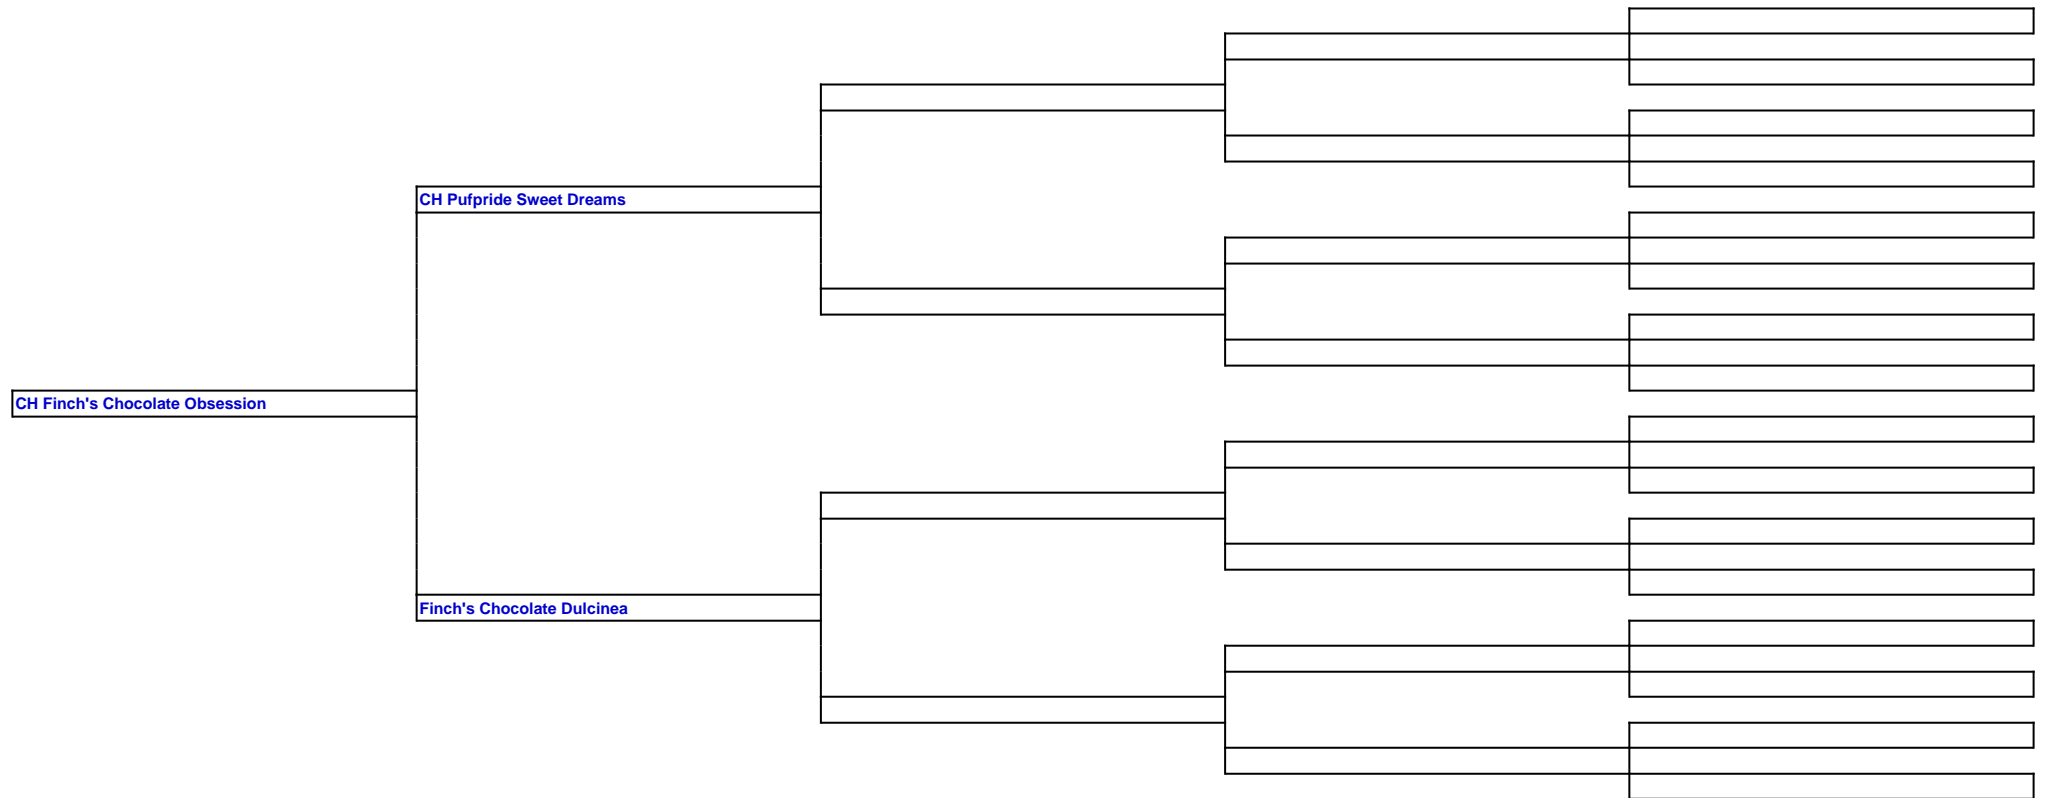 CH Pufpride Sweet Dreams
CH Finch's Chocolate Obsession
Finch's Chocolate Dulcinea